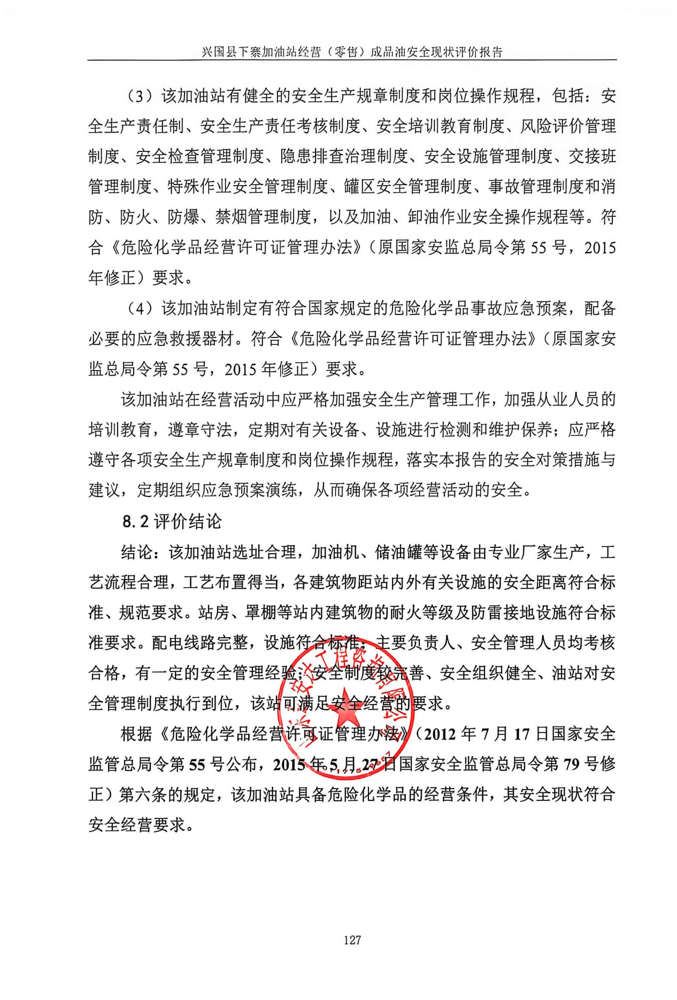 兴国县下寨加油站经营（零售）成品油安全现状评价报告
（3）该加油站有健全的安全生产规章制度和岗位操作规程，包括：安
全生产责任制、安全生产责任考核制度、安全培训教育制度、风险评价管理
制度、安全检查管理制度、隐患排查治理制度、安全设施管理制度、交接班
管理制度、特殊作业安全管理制度、罐区安全管理制度、事故管理制度和消
防、防火、防爆、禁烟管理制度，以及加油、卸油作业安全操作规程等。符
合《危险化学品经营许可证管理办法》（原国家安监总局令第 55 号，2015
年修正）要求。
（4）该加油站制定有符合国家规定的危险化学品事故应急预案，配备
必要的应急救援器材。符合《危险化学品经营许可证管理办法》（原国家安
监总局令第 55 号，2015 年修正）要求。
该加油站在经营活动中应严格加强安全生产管理工作，加强从业人员的
培训教育，遵章守法，定期对有关设备、设施进行检测和维护保养；应严格
遵守各项安全生产规章制度和岗位操作规程，落实本报告的安全对策措施与
建议，定期组织应急预案演练，从而确保各项经营活动的安全。
8.2 评价结论
结论：该加油站选址合理，加油机、储油罐等设备由专业厂家生产，工
艺流程合理，工艺布置得当，各建筑物距站内外有关设施的安全距离符合标
准、规范要求。站房、罩棚等站内建筑物的耐火等级及防雷接地设施符合标
准要求。配电线路完整，设施符合标准；主要负责人、安全管理人员均考核
合格，有一定的安全管理经验；安全制度较完善、安全组织健全、油站对安
全管理制度执行到位，该站可满足安全经营的要求。
根据《危险化学品经营许可证管理办法》（2012 年 7 月 17 日国家安全
监管总局令第 55 号公布，2015 年 5 月 27 日国家安全监管总局令第 79 号修
正）第六条的规定，该加油站具备危险化学品的经营条件，其安全现状符合
安全经营要求。
安达工程咨询有限公司
127